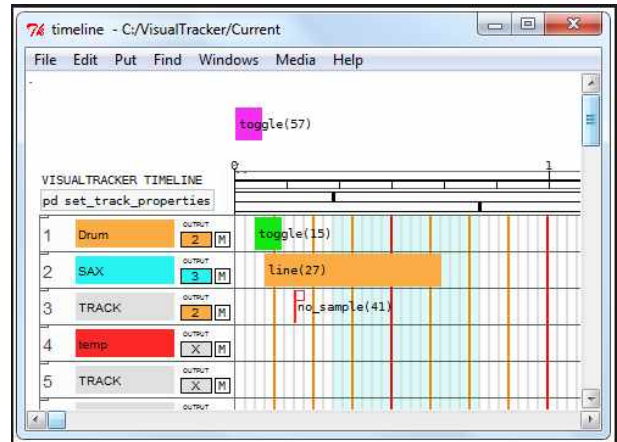 timeline - C:/VisualTracker/Current
File Edit Put Find Windows Media Help
toggle(57)
0 1
VISUALTRACKER TIMELINE
pd set_track_properties
OUTPUT
1 Drum 2 M toggle(15)
OUTPUT
2 SAX 3 M line(27)
OUTPUT
3 TRACK 2 M no_sample(41)
OUTPUT
4 temp X M
OUTPUT
5 TRACK X M
OUTPUT